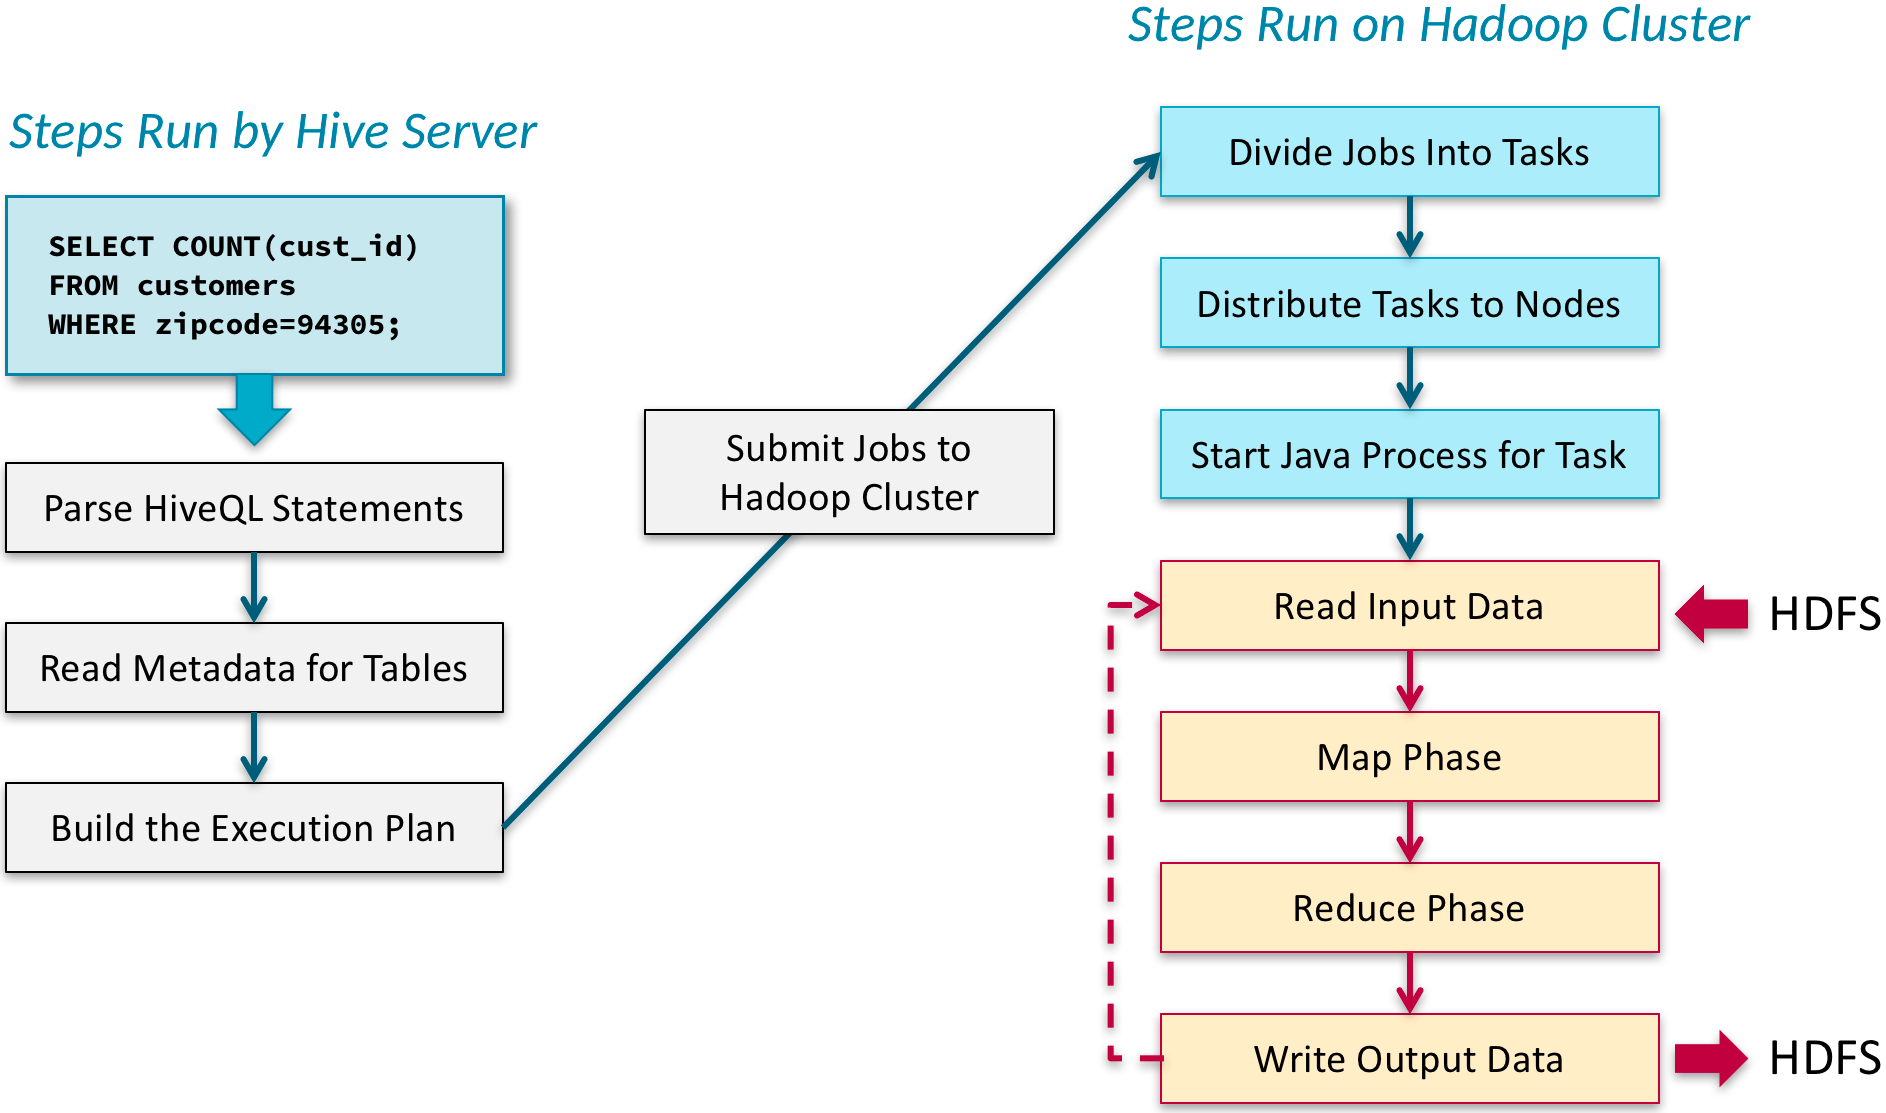 Steps Run by Hive Server
SELECT COUNT(cust_id)
FROM customers
WHERE zipcode=94305;
Parse HiveQL Statements
Read Metadata for Tables
Build the Execution Plan
Submit Jobs to
Hadoop Cluster
Steps Run on Hadoop Cluster
Divide Jobs Into Tasks
Distribute Tasks to Nodes
Start Java Process for Task
Read Input Data
HDFS
Map Phase
Reduce Phase
Write Output Data
HDFS